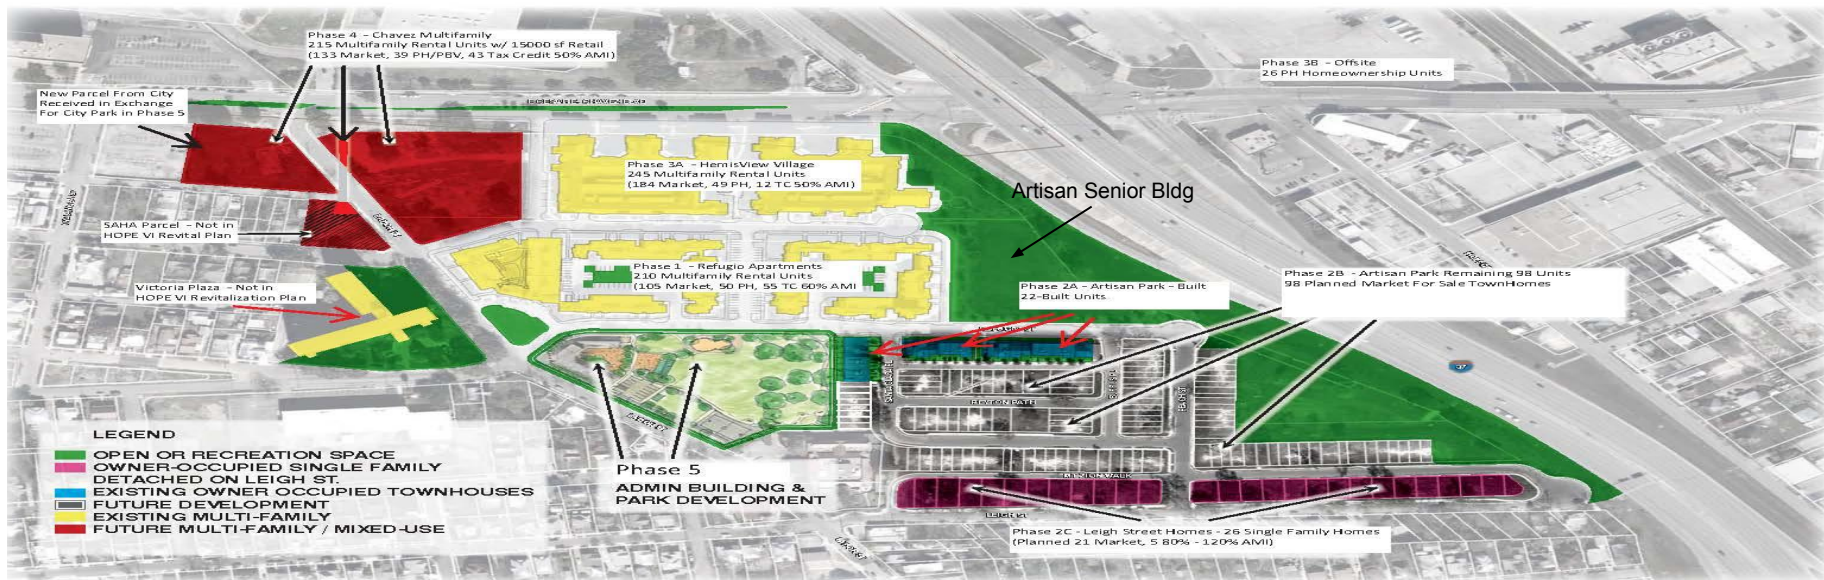 Phase 4 - Chavez Multifamily
215 Multifamily Rental Units w/ 15000 sf Retail
(133 Market, 39 PH/PBV, 43 Tax Credit 50% AMI)
Phase 3B - Offsite
26 PH Homeownership Units
New Parcel From City
Received in Exchange
For City Park in Phase 5
Phase 3A - HemisView Village
245 Multifamily Rental Units
(184 Market, 49 PH, 12 TC 50% AMI)
Artisan Senior Bldg
SAHA Parcel - Not in
HOPE VI Revital Plan
Phase 1 - Refugio Apartments
210 Multifamily Rental Units
(105 Market, 50 PH, 55 TC 60% AMI
Phase 2B - Artisan Park Remaining 98 Units
98 Planned Market For Sale TownHomes
Victoria Plaza - Not in
HOPE VI Revitalization Plan
Phase 2A - Artisan Park - Built
22-Built Units
LEGEND
OPEN OR RECREATION SPACE
OWNER-OCCUPIED SINGLE FAMILY
DETACHED ON LEIGH ST.
EXISTING OWNER OCCUPIED TOWNHOUSES
FUTURE DEVELOPMENT
EXISTING MULTI-FAMILY
FUTURE MULTI-FAMILY / MIXED-USE
Phase 5
ADMIN BUILDING &
PARK DEVELOPMENT
LEIGH ST
Phase 2C - Leigh Street Homes - 26 Single Family Homes
(Planned 21 Market, 5 80% - 120% AMI)